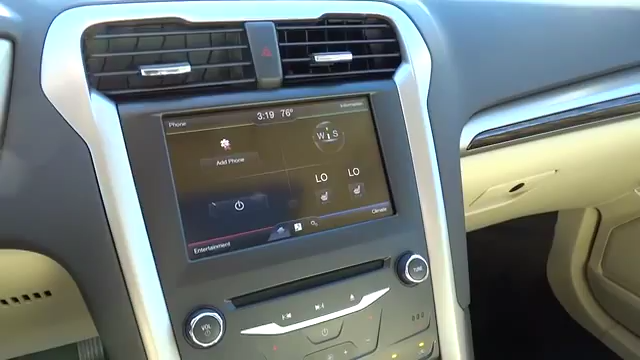 3:19 76°
Phone
Information
Add Phone
W S
LO LO
Entertainment
Climate
VOL
TUNE